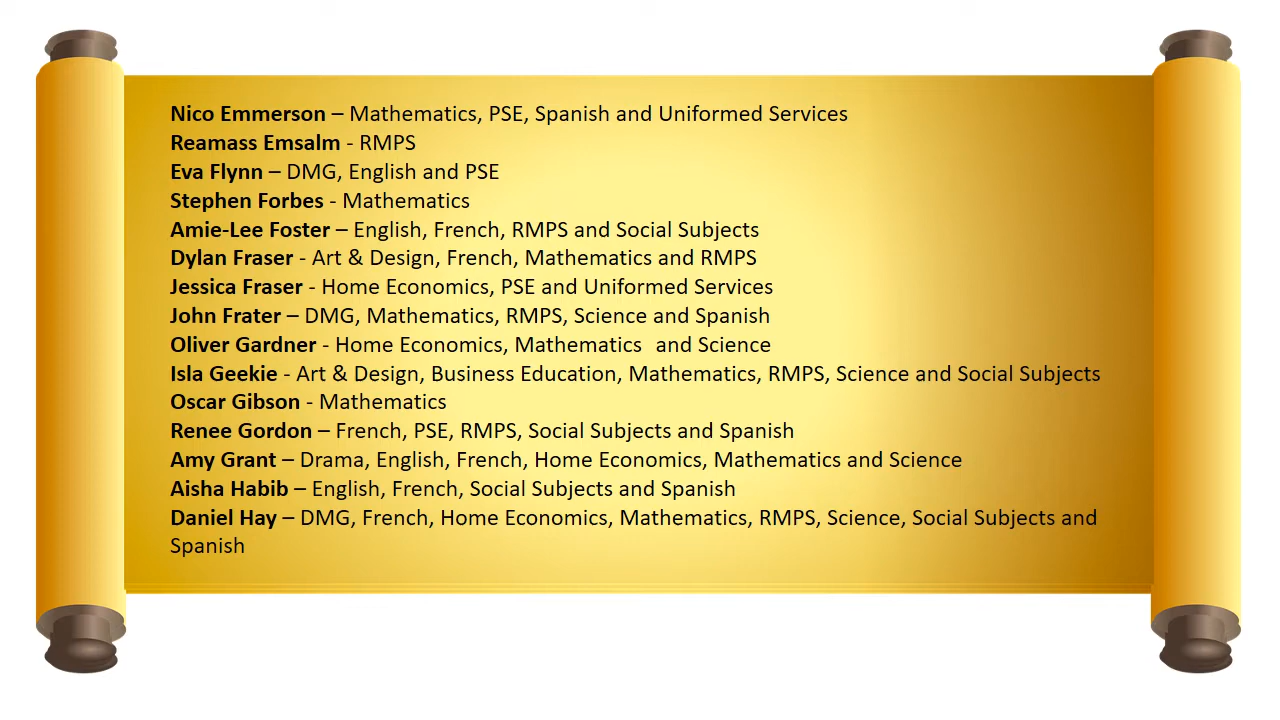 Nico Emmerson – Mathematics, PSE, Spanish and Uniformed Services
Reamass Emsalm - RMPS
Eva Flynn – DMG, English and PSE
Stephen Forbes - Mathematics
Amie-Lee Foster – English, French, RMPS and Social Subjects
Dylan Fraser - Art & Design, French, Mathematics and RMPS
Jessica Fraser - Home Economics, PSE and Uniformed Services
John Frater – DMG, Mathematics, RMPS, Science and Spanish
Oliver Gardner - Home Economics, Mathematics  and Science
Isla Geekie - Art & Design, Business Education, Mathematics, RMPS, Science and Social Subjects
Oscar Gibson - Mathematics
Renee Gordon – French, PSE, RMPS, Social Subjects and Spanish
Amy Grant – Drama, English, French, Home Economics, Mathematics and Science
Aisha Habib – English, French, Social Subjects and Spanish
Daniel Hay – DMG, French, Home Economics, Mathematics, RMPS, Science, Social Subjects and
Spanish